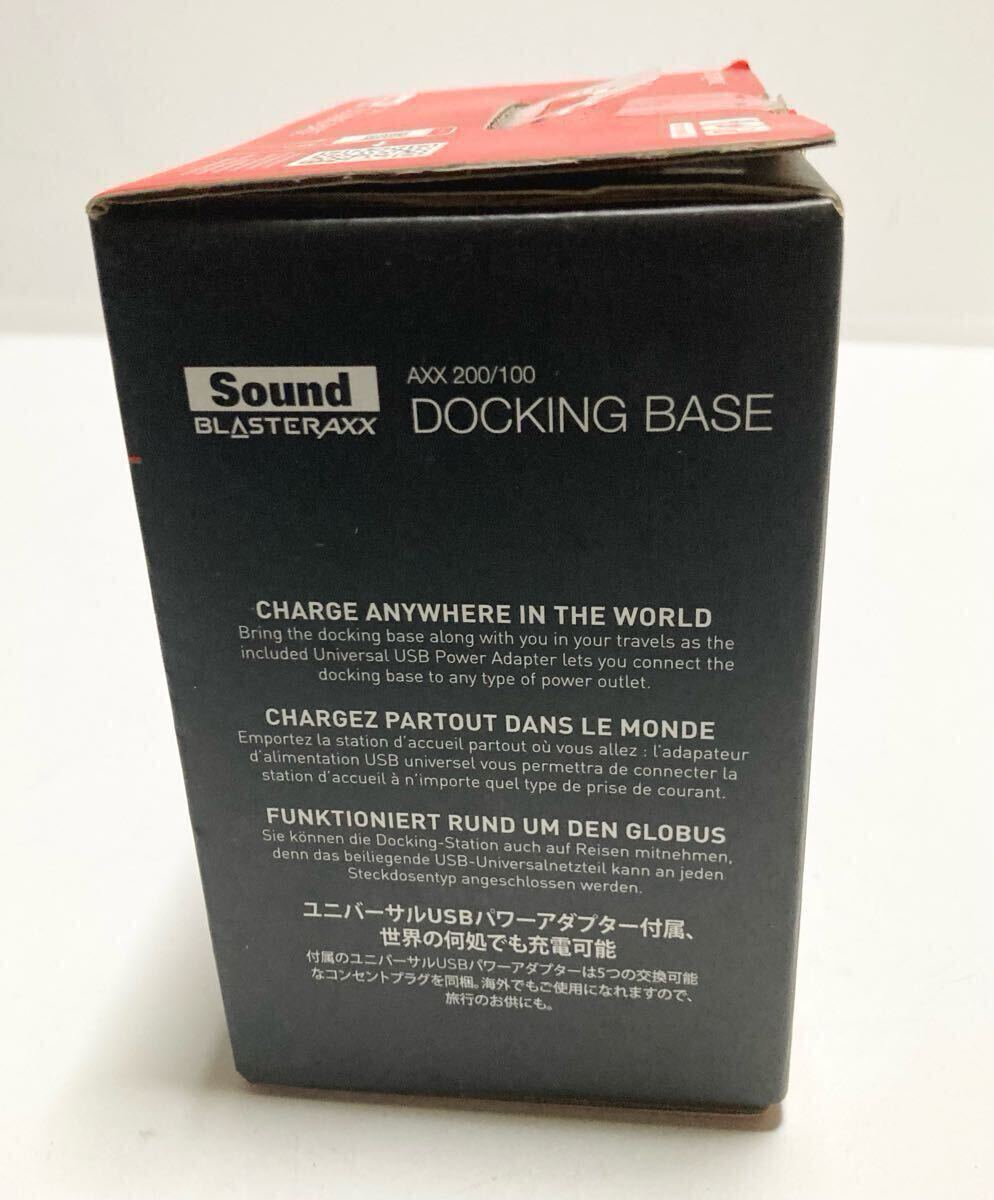 Sound
BLASTERAXX
AXX 200/100
DOCKING BASE
CHARGE ANYWHERE IN THE WORLD
Bring the docking base along with you in your travels as the
included Universal USB Power Adapter lets you connect the
docking base to any type of power outlet.
CHARGEZ PARTOUT DANS LE MONDE
Emportez la station d'accueil partout où vous allez : l'adapateur
d'alimentation USB universel vous permettra de connecter la
station d'accueil à n'importe quel type de prise de courant.
FUNKTIONIERT RUND UM DEN GLOBUS
Sie können die Docking-Station auch auf Reisen mitnehmen,
denn das beiliegende USB-Universalnetzteil kann an jeden
Steckdosentyp angeschlossen werden.
ユニバーサルUSBパワーアダプター付属、
世界の何処でも充電可能
付属のユニバーサルUSBパワーアダプターは5つの交換可能
なコンセントプラグを同梱。海外でもご使用になれますので、
旅行のお供にも。